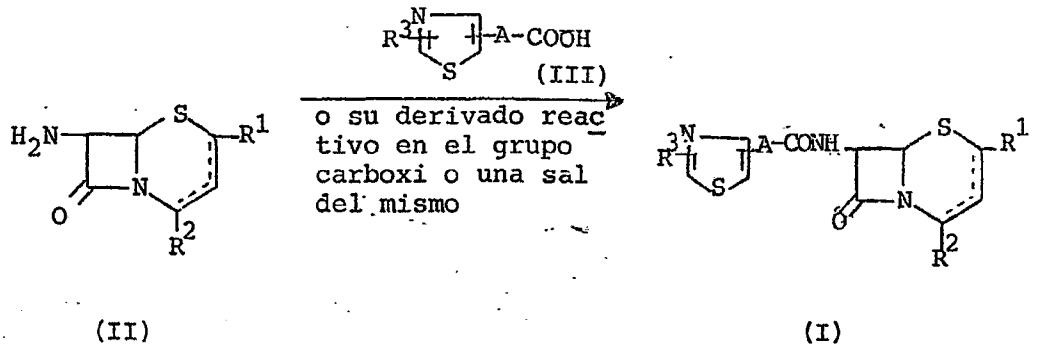 R³ N S A-COOH
(III)
o su derivado reac
tivo en el grupo
carboxi o una sal
del mismo
H₂N S R¹ O N R²
R³ N S A-CONH S R¹ O N R²
(II)
(I)